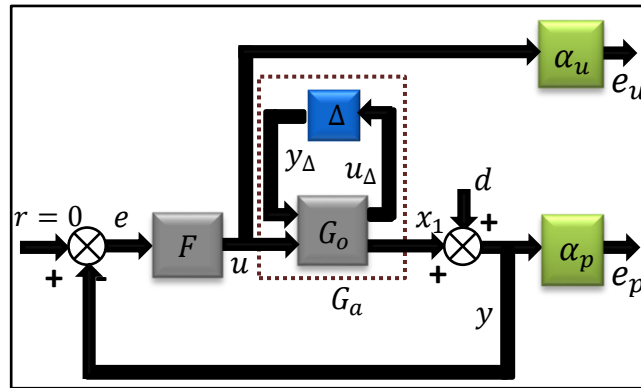 α_u
e_u
Δ
y_Δ
u_Δ
r = 0
e
F
u
G_o
x_1
d
+
+
-
+
α_p
e_p
G_a
y